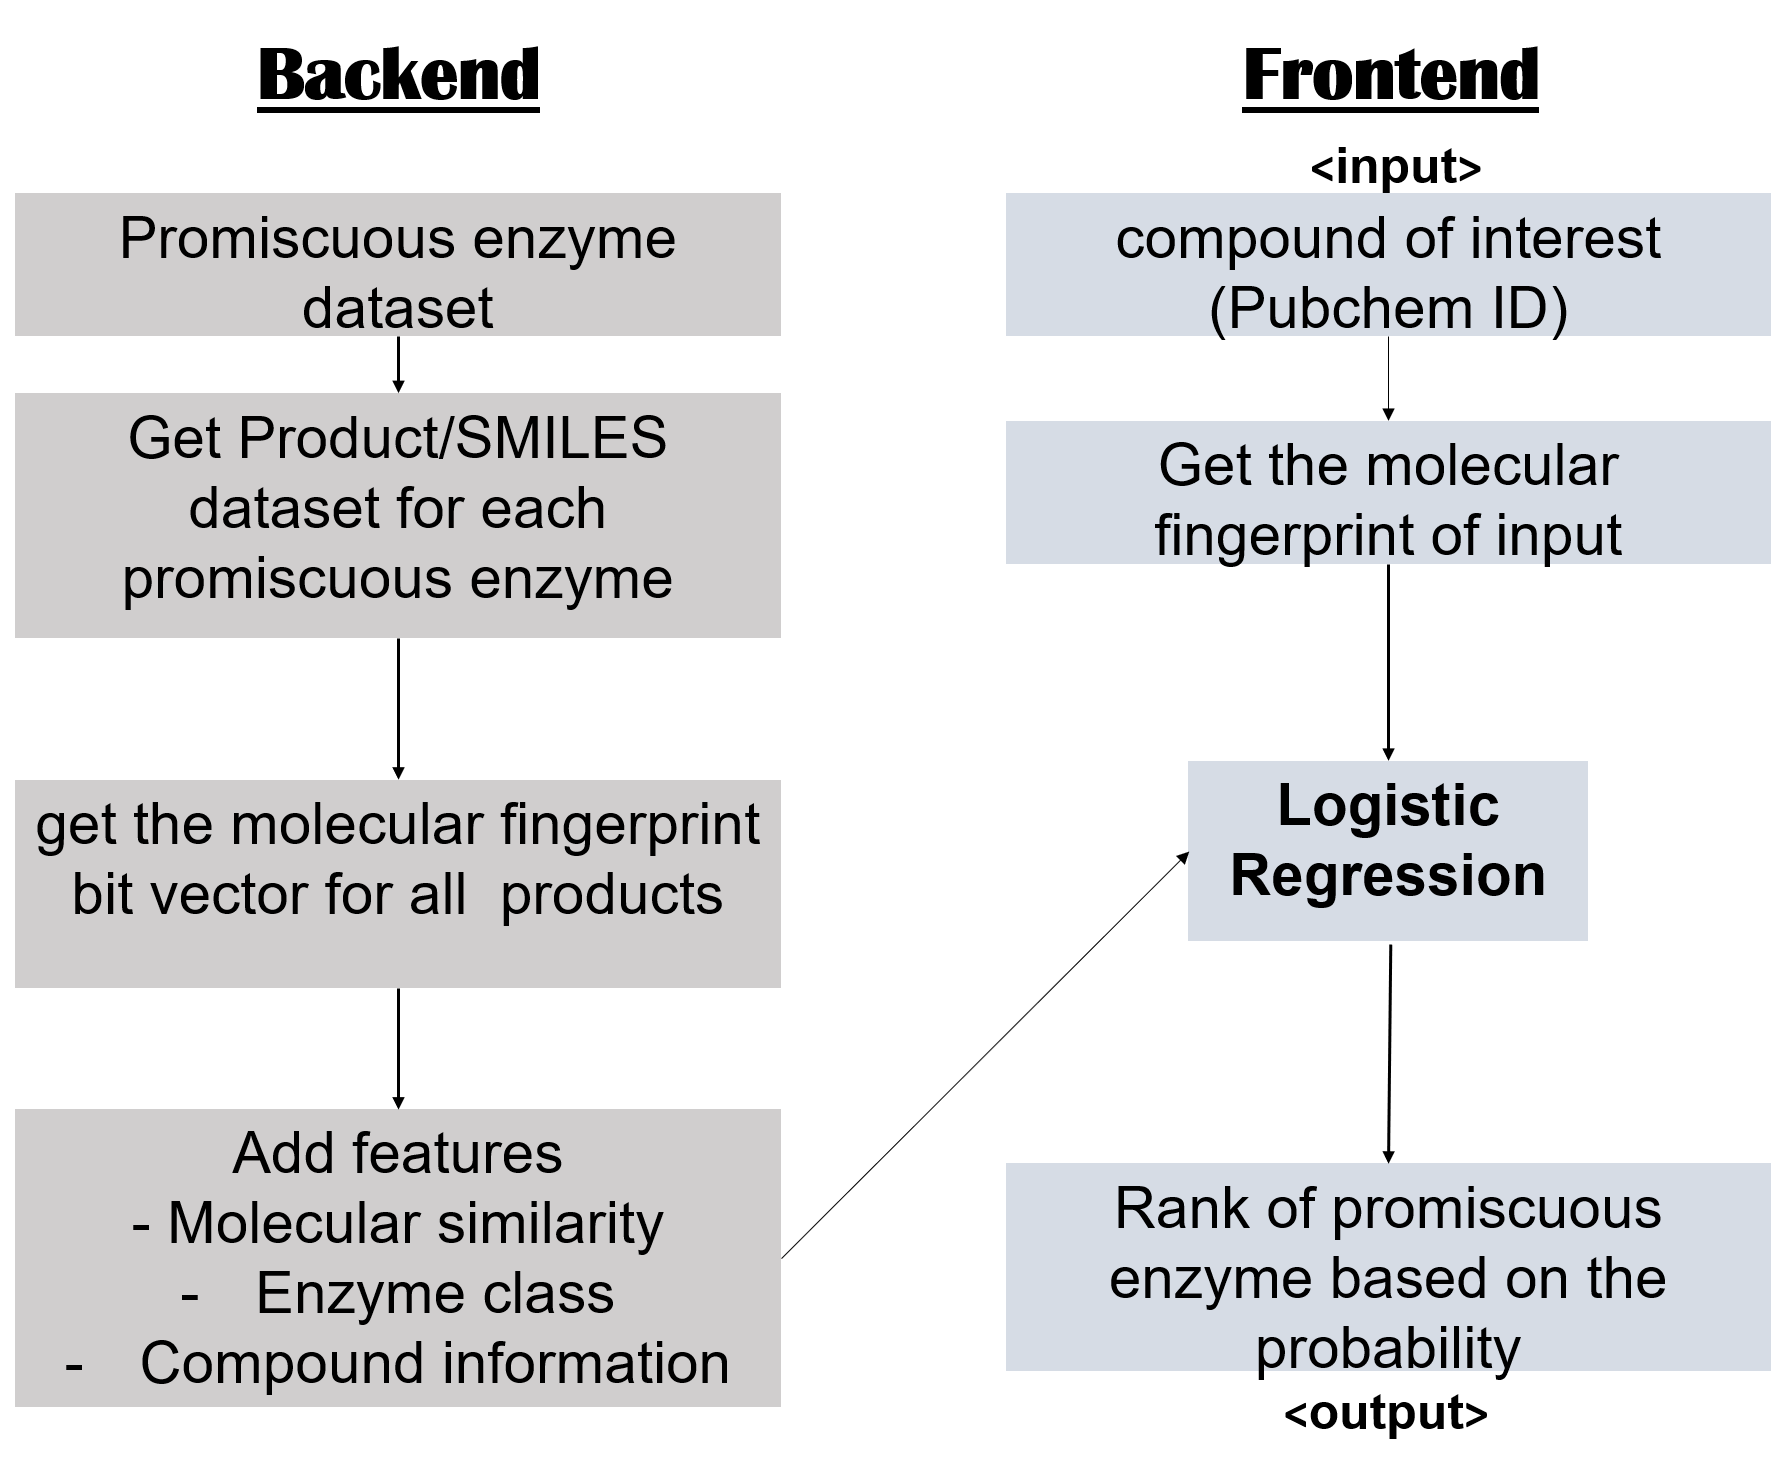 Backend
Promiscuous enzyme
dataset
Get Product/SMILES
dataset for each
promiscuous enzyme
get the molecular fingerprint
bit vector for all  products
Add features
- Molecular similarity
- Enzyme class
- Compound information
Frontend
<input>
compound of interest
(Pubchem ID)
Get the molecular
fingerprint of input
Logistic
Regression
Rank of promiscuous
enzyme based on the
probability
<output>